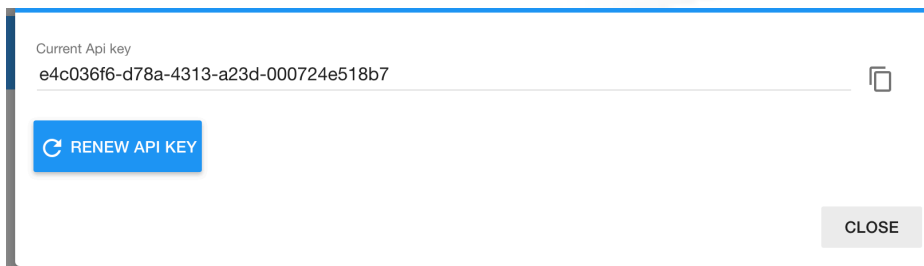 Current Api key
e4c036f6-d78a-4313-a23d-000724e518b7
RENEW API KEY
CLOSE